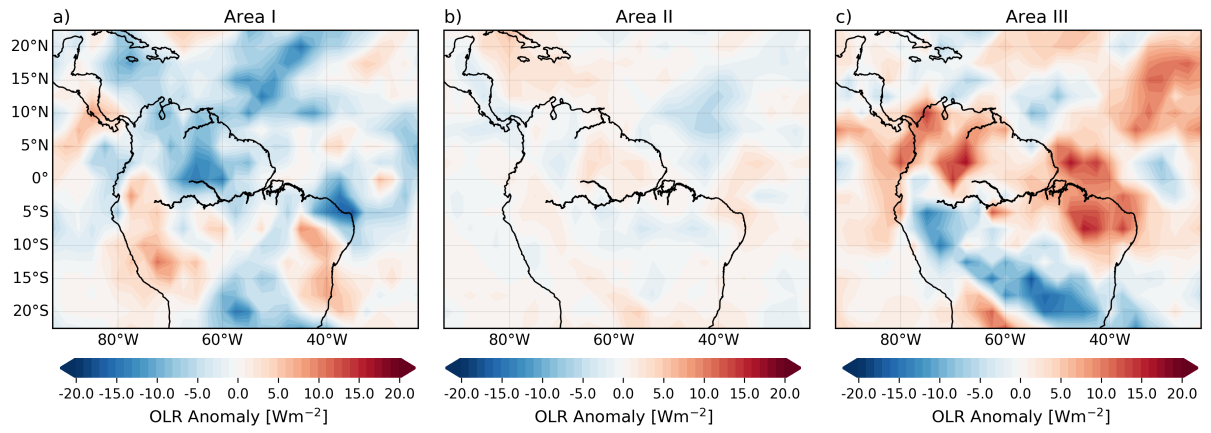 a) Area I
b) Area II
c) Area III
20°N
15°N
10°N
5°N
0°
5°S
10°S
15°S
20°S
80°W 60°W 40°W
80°W 60°W 40°W
80°W 60°W 40°W
-20.0 -15.0 -10.0 -5.0 0.0 5.0 10.0 15.0 20.0
-20.0 -15.0 -10.0 -5.0 0.0 5.0 10.0 15.0 20.0
-20.0 -15.0 -10.0 -5.0 0.0 5.0 10.0 15.0 20.0
OLR Anomaly [Wm⁻²]
OLR Anomaly [Wm⁻²]
OLR Anomaly [Wm⁻²]